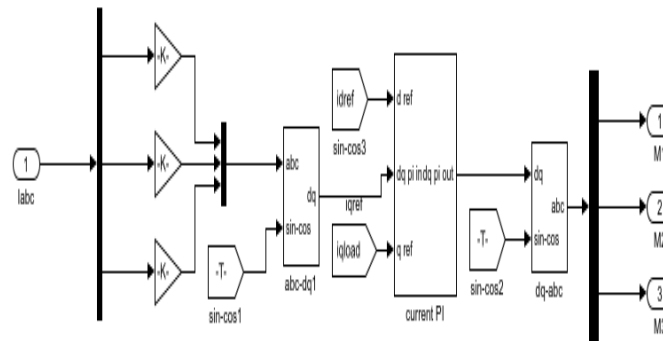 1
Iabc
-K-
-K-
-K-
-T-
sin-cos1
abc
dq
sin-cos
abc-dq1
iqref
idref
sin-cos3
iqload
d ref
dq pi in
dq pi out
q ref
current PI
-T-
sin-cos2
dq
abc
sin-cos
dq-abc
1
M1
2
M2
3
M3